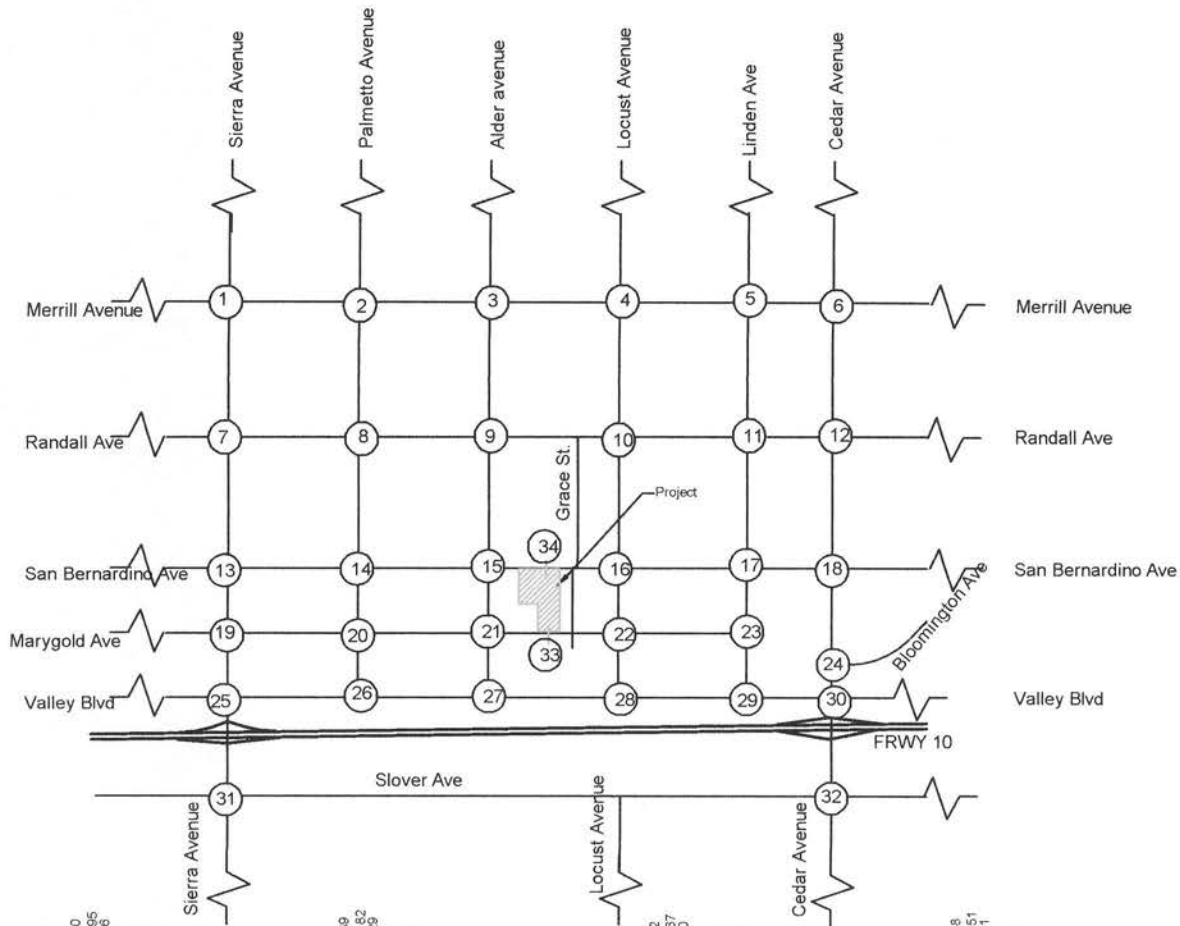 Sierra Avenue
Palmetto Avenue
Alder avenue
Locust Avenue
Linden Ave
Cedar Avenue
Merrill Avenue
1
2
3
4
5
6
Merrill Avenue
Randall Ave
7
8
9
10
11
12
Randall Ave
Grace St.
Project
34
San Bernardino Ave
13
14
15
16
17
18
San Bernardino Ave
Marygold Ave
19
20
21
22
23
33
24
Bloomington Ave
Valley Blvd
25
26
27
28
29
30
Valley Blvd
FRWY 10
Slover Ave
31
32
Sierra Avenue
Locust Avenue
Cedar Avenue